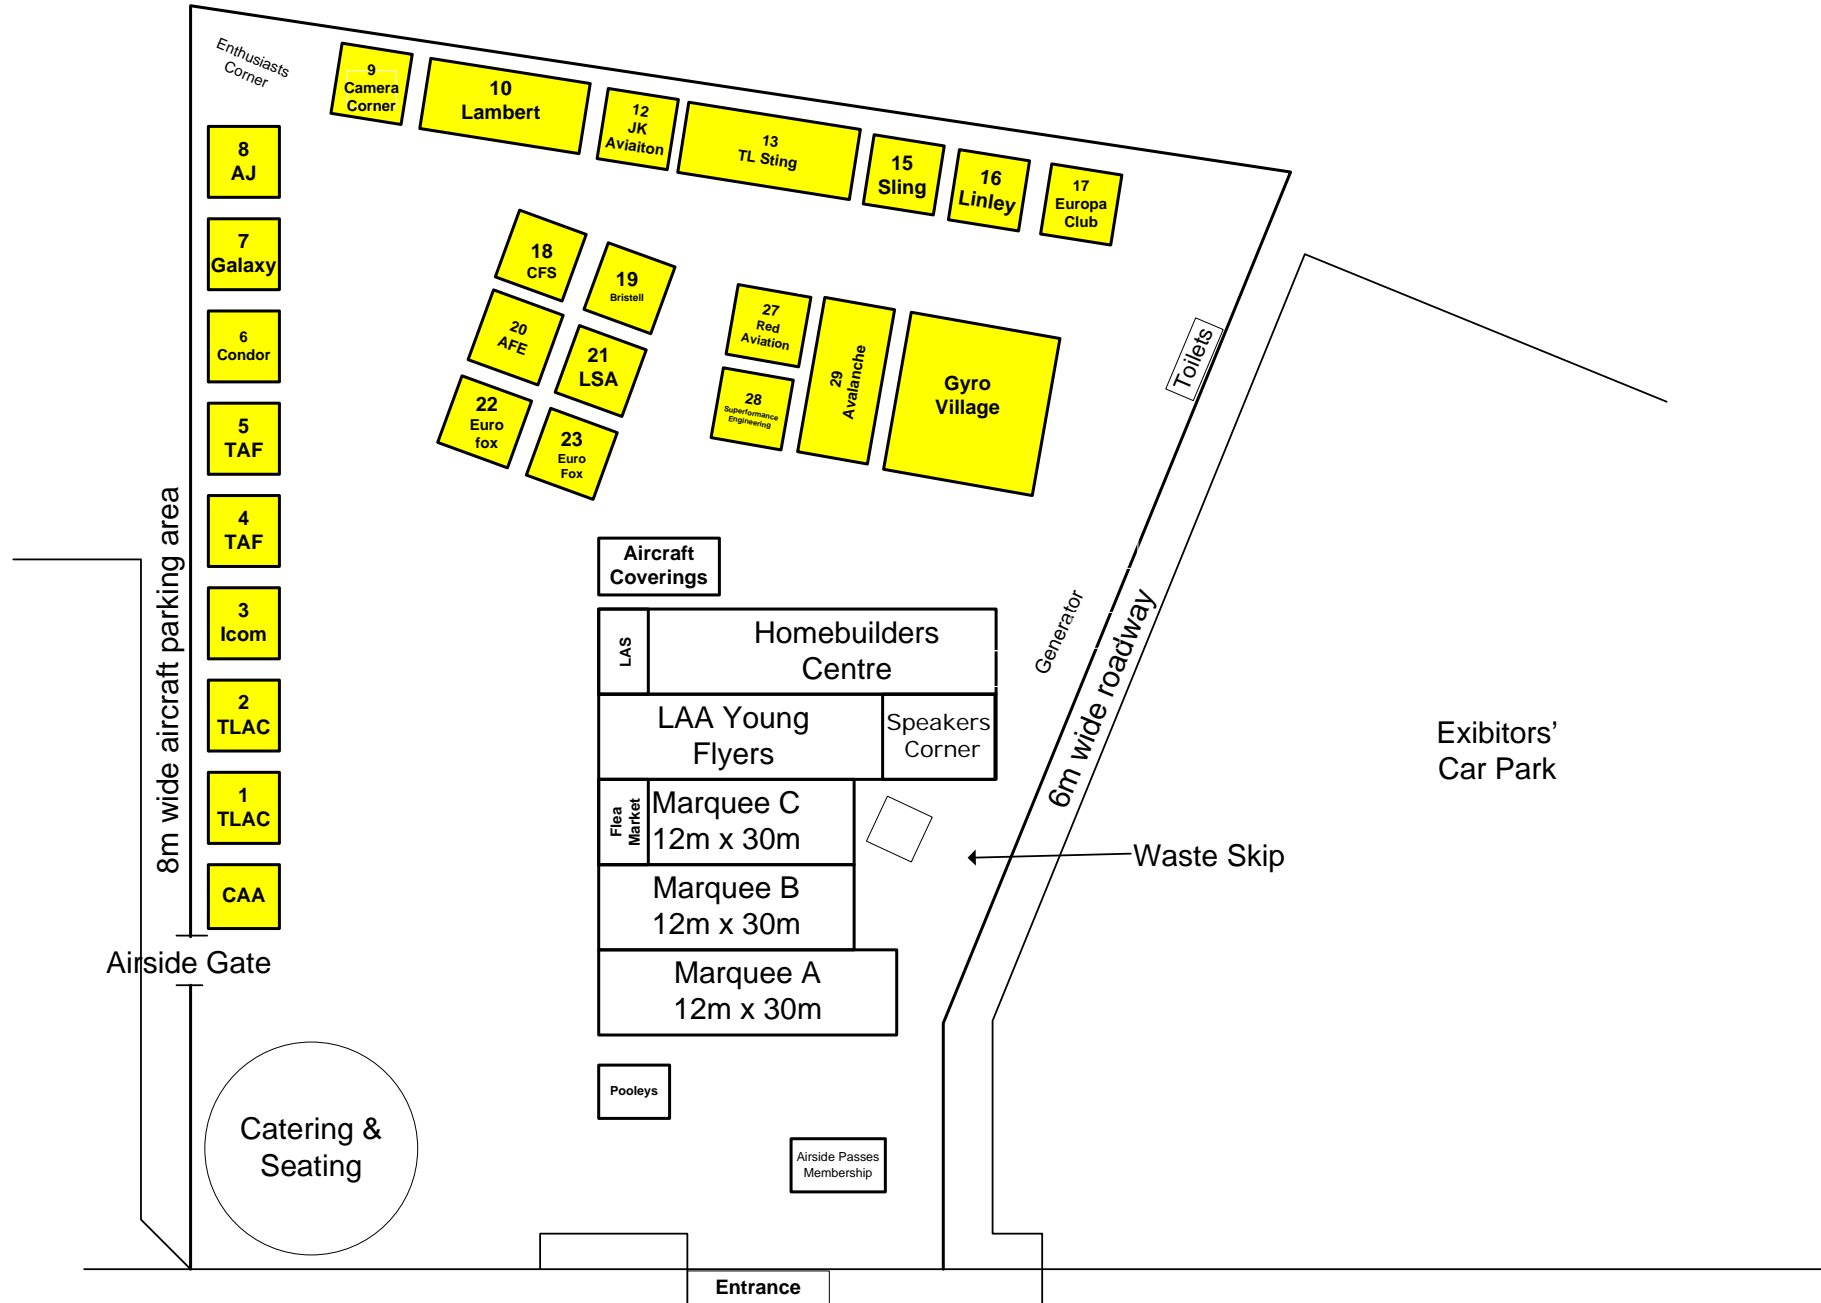 Enthusiasts
Corner
9
Camera
Corner
10
Lambert
12
JK
Aviaiton
13
TL Sting
15
Sling
16
Linley
17
Europa
Club
8
AJ
7
Galaxy
6
Condor
5
TAF
4
TAF
3
Icom
2
TLAC
1
TLAC
CAA
8m wide aircraft parking area
Airside Gate
18
CFS
19
Bristell
20
AFE
21
LSA
22
Euro
fox
23
Euro
Fox
27
Red
Aviation
28
Superformance
Engineering
29
Avalanche
Gyro
Village
Toilets
Aircraft
Coverings
LAS
Homebuilders
Centre
LAA Young
Flyers
Speakers
Corner
Flea
Market
Marquee C
12m x 30m
Marquee B
12m x 30m
Marquee A
12m x 30m
Generator
6m wide roadway
Waste Skip
Exibitors'
Car Park
Pooleys
Catering &
Seating
Airside Passes
Membership
Entrance